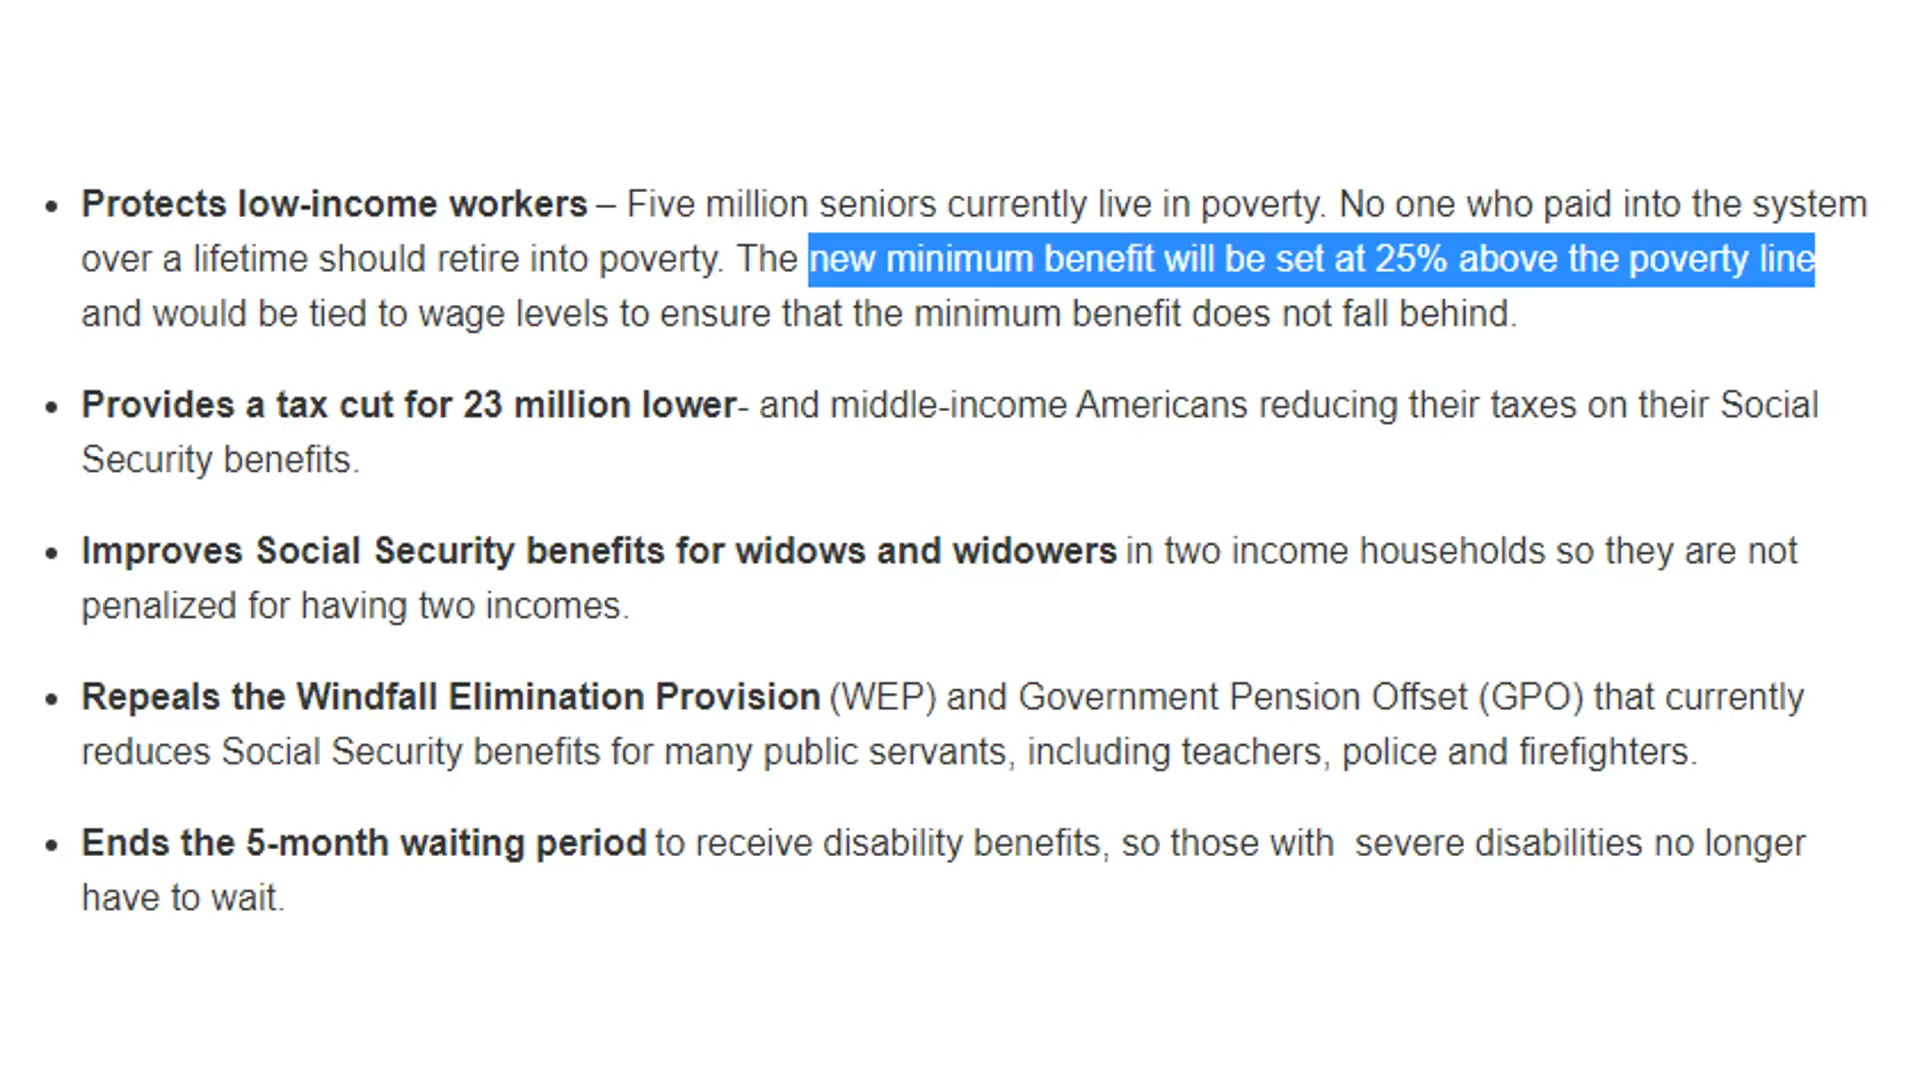 • Protects low-income workers – Five million seniors currently live in poverty. No one who paid into the system
over a lifetime should retire into poverty. The new minimum benefit will be set at 25% above the poverty line
and would be tied to wage levels to ensure that the minimum benefit does not fall behind.
• Provides a tax cut for 23 million lower- and middle-income Americans reducing their taxes on their Social
Security benefits.
• Improves Social Security benefits for widows and widowers in two income households so they are not
penalized for having two incomes.
• Repeals the Windfall Elimination Provision (WEP) and Government Pension Offset (GPO) that currently
reduces Social Security benefits for many public servants, including teachers, police and firefighters.
• Ends the 5-month waiting period to receive disability benefits, so those with  severe disabilities no longer
have to wait.